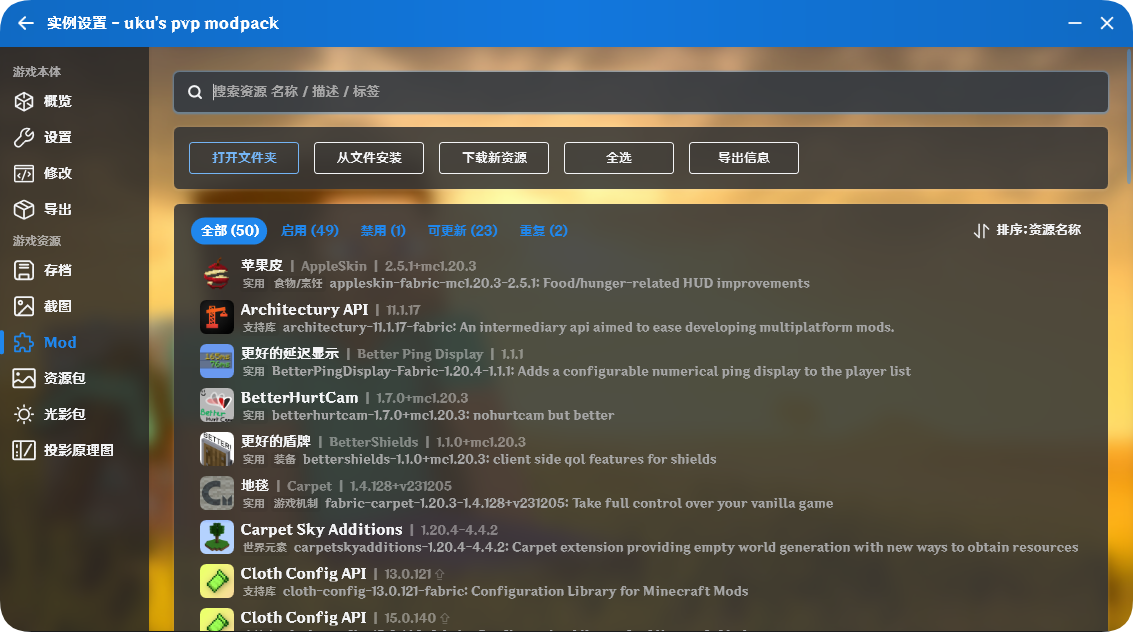 实例设置 - uku's pvp modpack
游戏本体
概览
设置
修改
导出
游戏资源
存档
截图
Mod
资源包
光影包
投影原理图
搜索资源 名称 / 描述 / 标签
打开文件夹
从文件安装
下载新资源
全选
导出信息
全部 (50) 启用 (49) 禁用 (1) 可更新 (23) 重复 (2)
排序:资源名称
苹果皮 | AppleSkin | 2.5.1+mc1.20.3
实用 食物/烹饪 appleskin-fabric-mc1.20.3-2.5.1: Food/hunger-related HUD improvements
Architectury API | 11.1.17
支持库 architectury-11.1.17-fabric: An intermediary api aimed to ease developing multiplatform mods.
更好的延迟显示 | Better Ping Display | 1.1.1
实用 BetterPingDisplay-Fabric-1.20.4-1.1.1: Adds a configurable numerical ping display to the player list
BetterHurtCam | 1.7.0+mc1.20.3
实用 betterhurtcam-1.7.0+mc1.20.3: nohurtcam but better
更好的盾牌 | BetterShields | 1.1.0+mc1.20.3
实用 装备 bettershields-1.1.0+mc1.20.3: client side qol features for shields
地毯 | Carpet | 1.4.128+v231205
实用 游戏机制 fabric-carpet-1.20.3-1.4.128+v231205: Take full control over your vanilla game
Carpet Sky Additions | 1.20.4-4.4.2
世界元素 carpetskyadditions-1.20.4-4.4.2: Carpet extension providing empty world generation with new ways to obtain resources
Cloth Config API | 13.0.121
支持库 cloth-config-13.0.121-fabric: Configuration Library for Minecraft Mods
Cloth Config API | 15.0.140